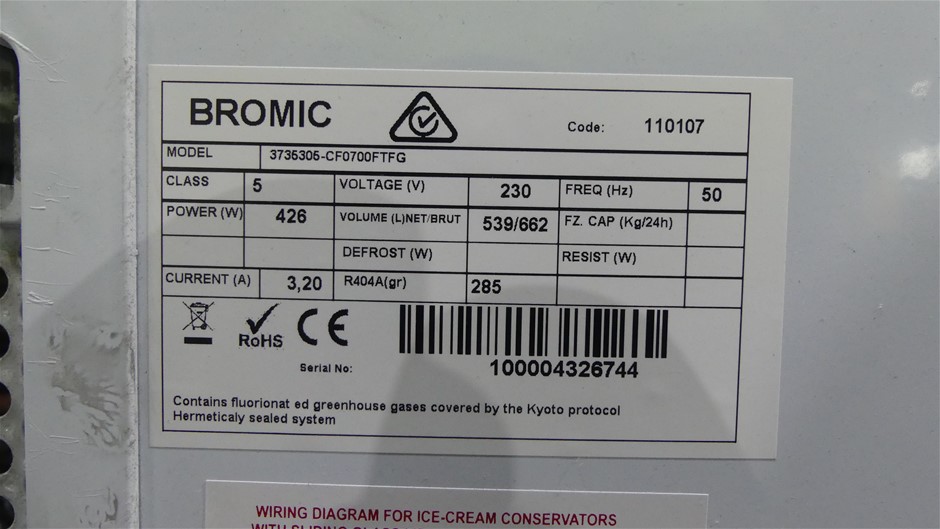 BROMIC Code: 110107
MODEL 3735305-CF0700FTFG
CLASS 5 VOLTAGE (V) 230 FREQ (Hz) 50
POWER (W) 426 VOLUME (L)NET/BRUT 539/662 FZ. CAP (Kg/24h)
DEFROST (W) RESIST (W)
CURRENT (A) 3,20 R404A(gr) 285
RoHS CE
Serial No: 100004326744
Contains fluorionat ed greenhouse gases covered by the Kyoto protocol
Hermeticaly sealed system
WIRING DIAGRAM FOR ICE-CREAM CONSERVATORS